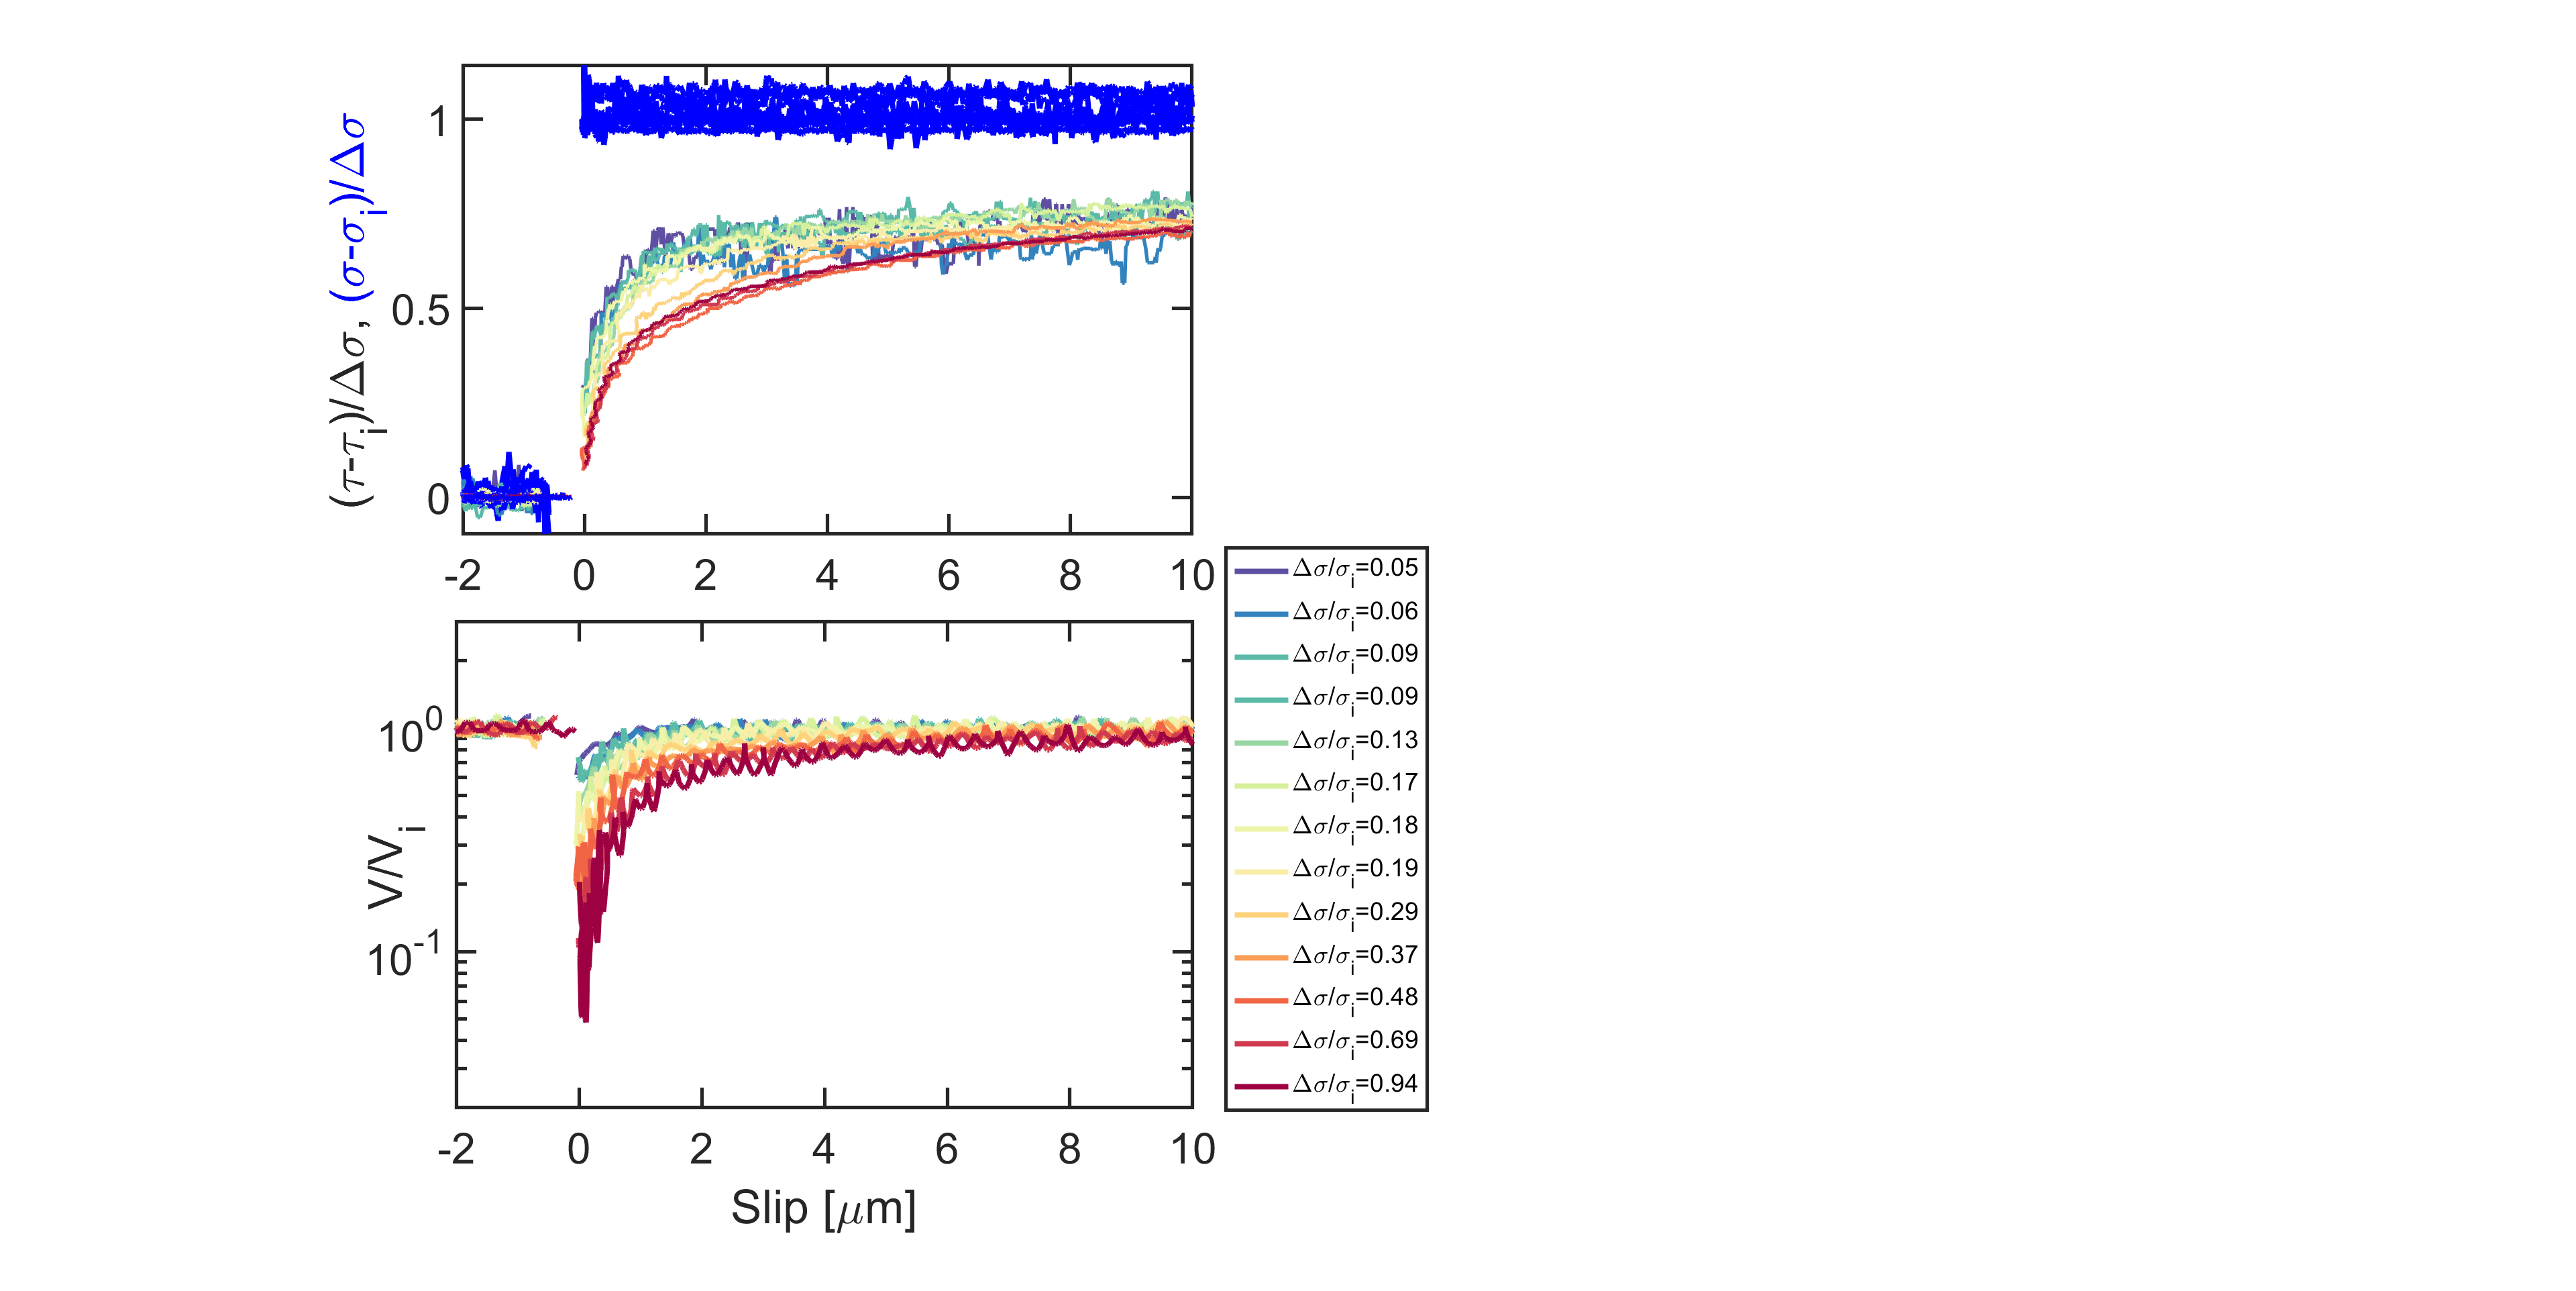 (τ-τi)/Δσ, (σ-σi)/Δσ
1
0.5
0
-2 0 2 4 6 8 10
V/Vi
10^0
10^-1
-2 0 2 4 6 8 10
Slip [μm]
Δσ/σi=0.05
Δσ/σi=0.06
Δσ/σi=0.09
Δσ/σi=0.09
Δσ/σi=0.13
Δσ/σi=0.17
Δσ/σi=0.18
Δσ/σi=0.19
Δσ/σi=0.29
Δσ/σi=0.37
Δσ/σi=0.48
Δσ/σi=0.69
Δσ/σi=0.94